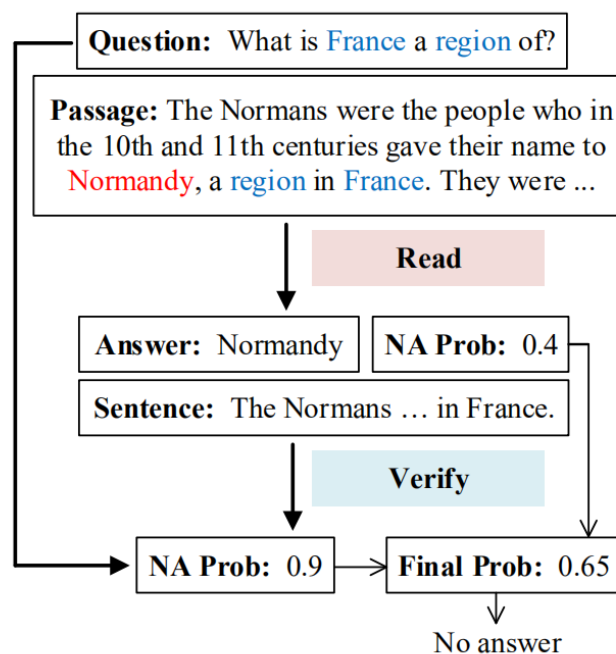 Question: What is France a region of?
Passage: The Normans were the people who in
the 10th and 11th centuries gave their name to
Normandy, a region in France. They were ...
Read
Answer: Normandy
NA Prob: 0.4
Sentence: The Normans … in France.
Verify
NA Prob: 0.9
Final Prob: 0.65
No answer